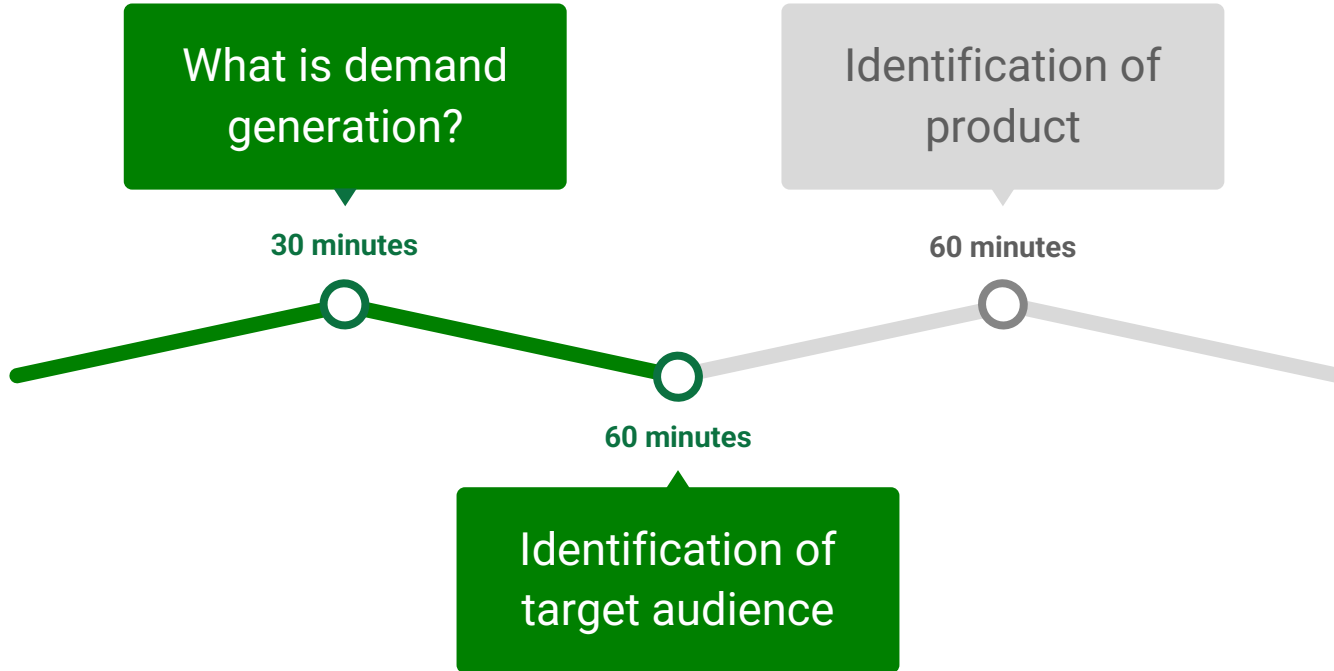 What is demand
generation?
30 minutes
Identification of
product
60 minutes
60 minutes
Identification of
target audience